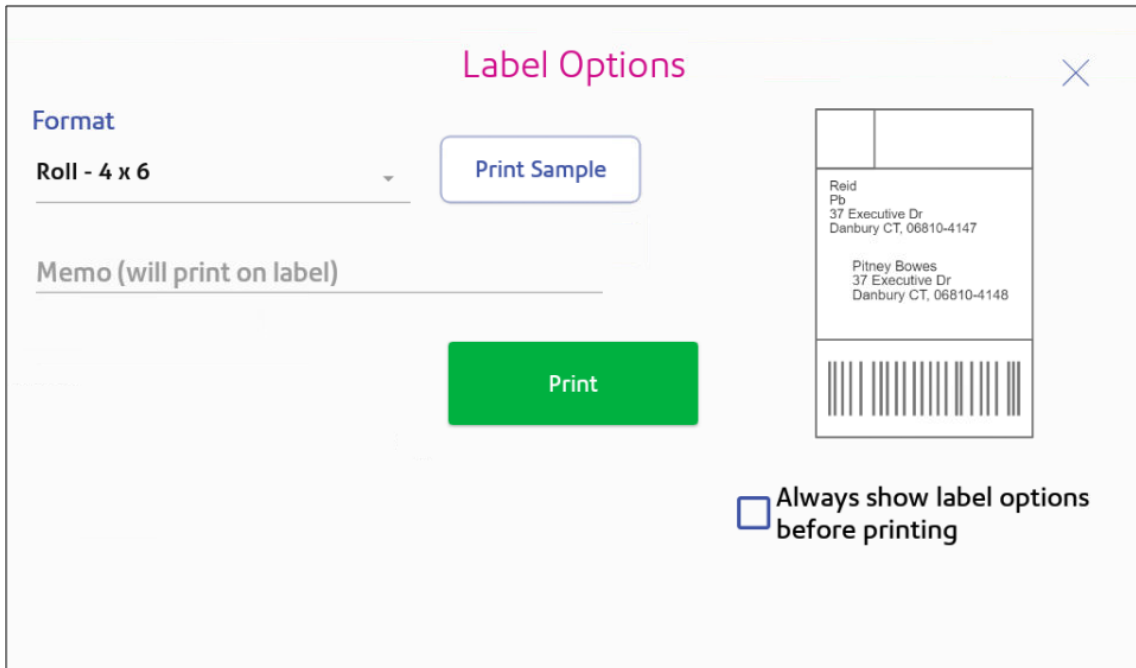 Label Options
Format
Roll - 4 x 6
Print Sample
Memo (will print on label)
Print
Reid
Pb
37 Executive Dr
Danbury CT, 06810-4147
Pitney Bowes
37 Executive Dr
Danbury CT, 06810-4148
Always show label options
before printing